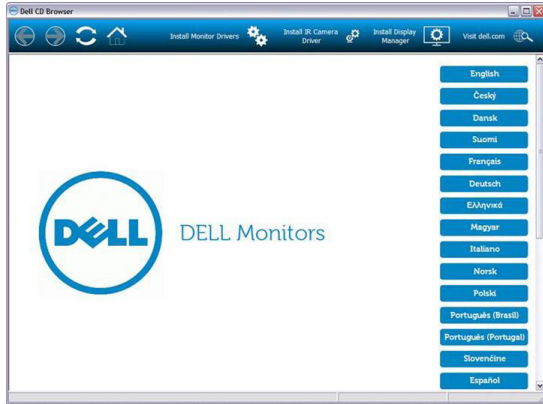 Dell CD Browser
Install Monitor Drivers
Install IR Camera
Driver
Install Display
Manager
Visit dell.com
English
Český
Dansk
Suomi
Français
Deutsch
Ελληνικά
Magyar
Italiano
Norsk
Polski
Português (Brasil)
Português (Portugal)
Slovenčine
Español
DELL
DELL Monitors